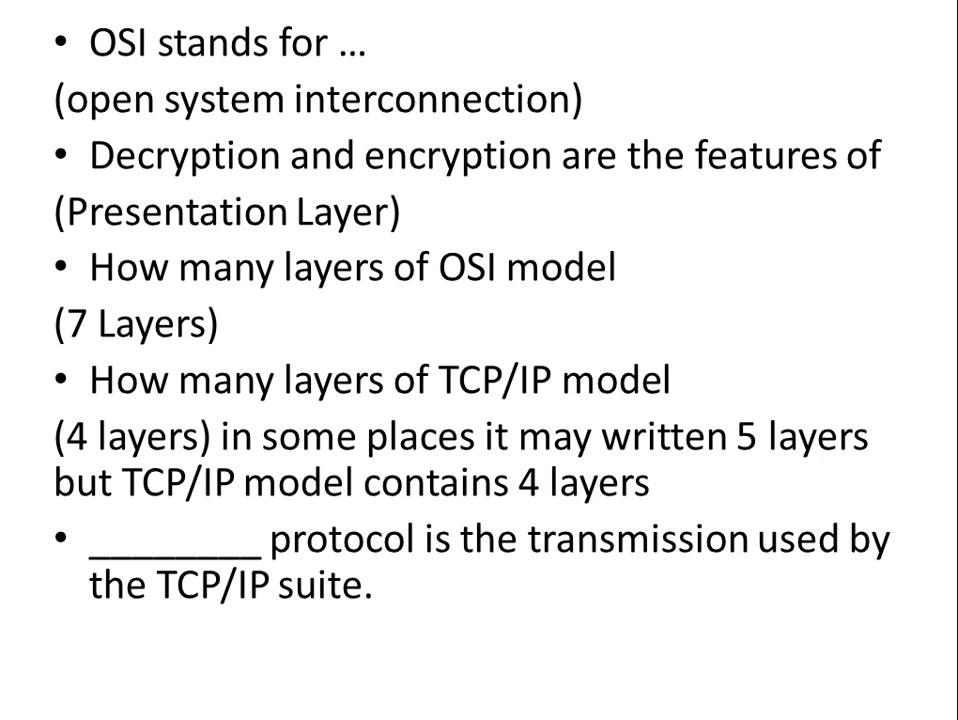 • OSI stands for …
(open system interconnection)
• Decryption and encryption are the features of
(Presentation Layer)
• How many layers of OSI model
(7 Layers)
• How many layers of TCP/IP model
(4 layers) in some places it may written 5 layers
but TCP/IP model contains 4 layers
• ________ protocol is the transmission used by
the TCP/IP suite.